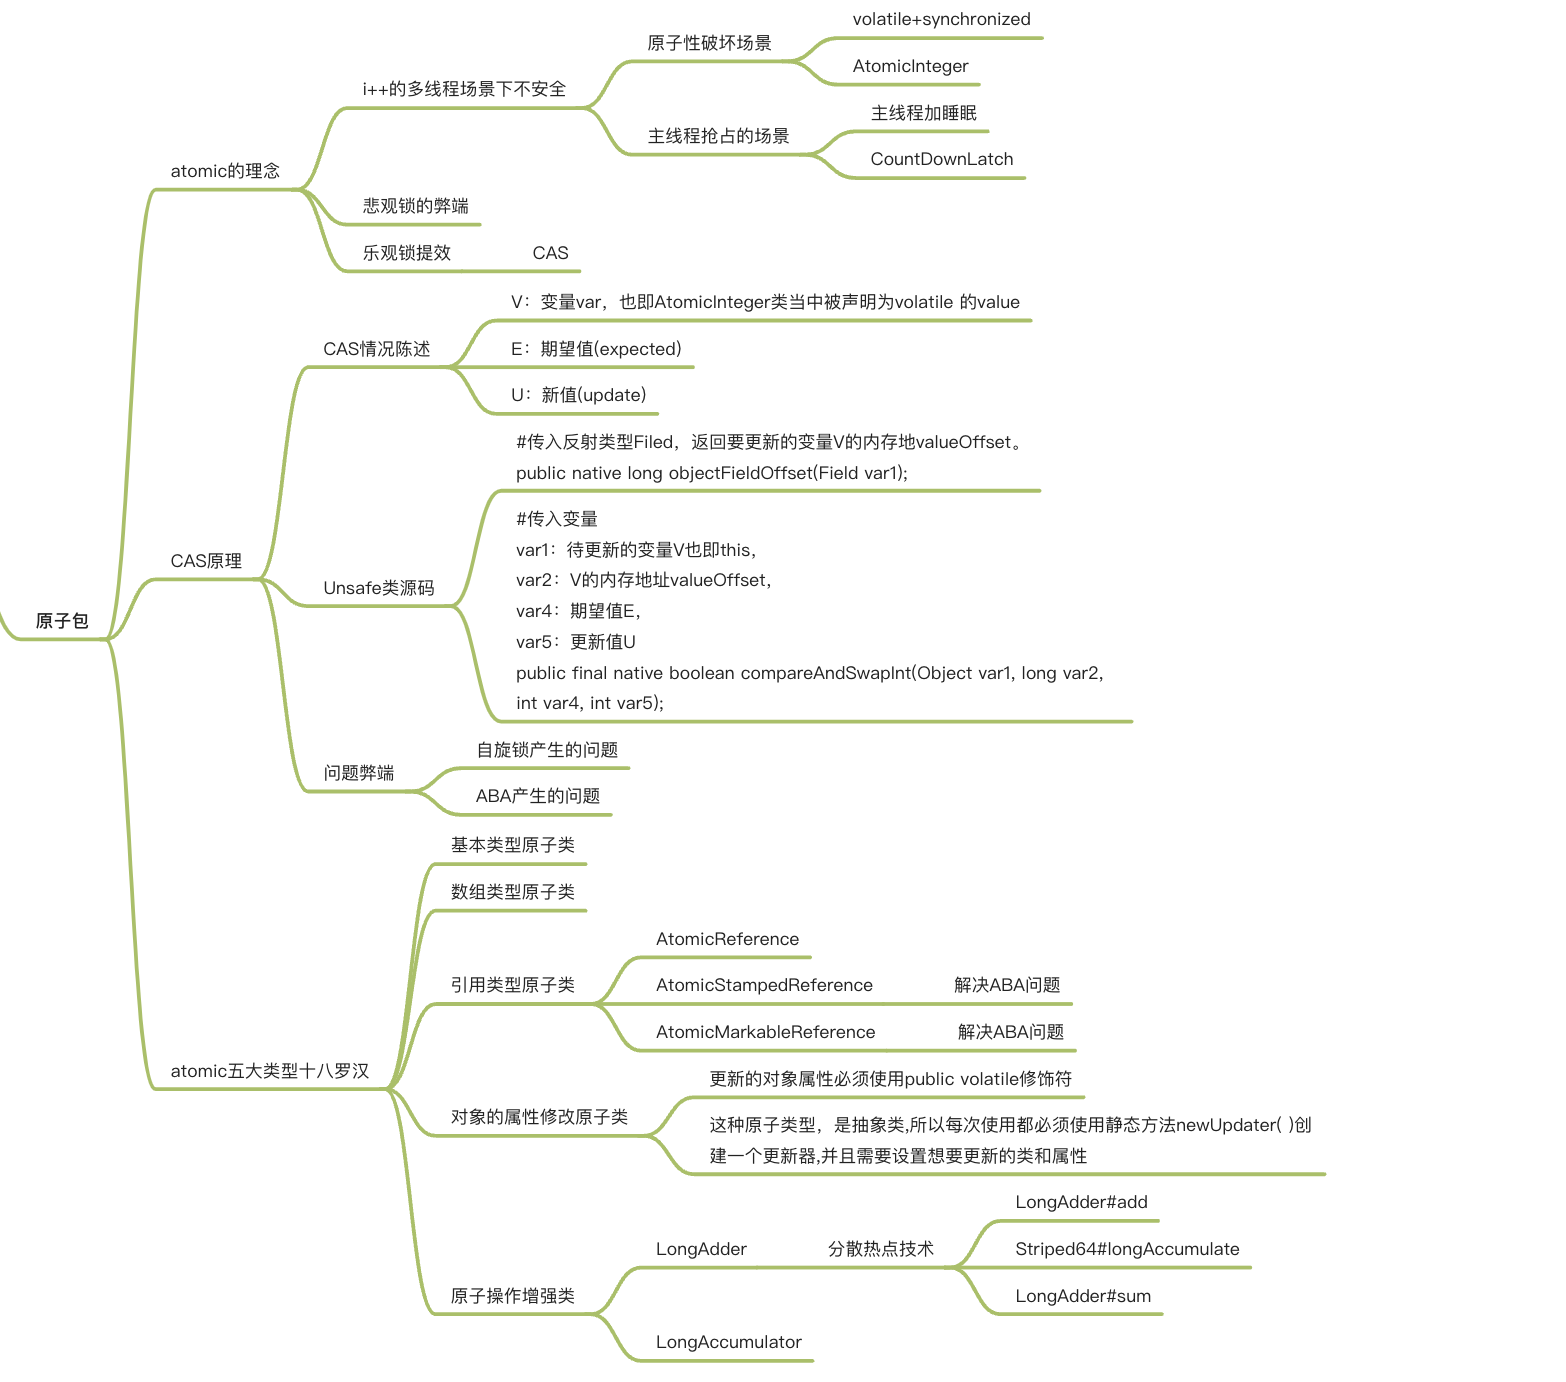 原子包
atomic的理念
i++的多线程场景下不安全
原子性破坏场景
volatile+synchronized
AtomicInteger
主线程抢占的场景
主线程加睡眠
CountDownLatch
悲观锁的弊端
乐观锁提效
CAS
CAS原理
CAS情况陈述
V：变量var，也即AtomicInteger类当中被声明为volatile 的value
E：期望值(expected)
U：新值(update)
Unsafe类源码
#传入反射类型Filed，返回要更新的变量V的内存地valueOffset。
public native long objectFieldOffset(Field var1);
#传入变量
var1：待更新的变量V也即this，
var2：V的内存地址valueOffset，
var4：期望值E，
var5：更新值U
public final native boolean compareAndSwapInt(Object var1, long var2,
int var4, int var5);
问题弊端
自旋锁产生的问题
ABA产生的问题
atomic五大类型十八罗汉
基本类型原子类
数组类型原子类
引用类型原子类
AtomicReference
AtomicStampedReference
解决ABA问题
AtomicMarkableReference
解决ABA问题
对象的属性修改原子类
更新的对象属性必须使用public volatile修饰符
这种原子类型，是抽象类,所以每次使用都必须使用静态方法newUpdater( )创
建一个更新器,并且需要设置想要更新的类和属性
原子操作增强类
LongAdder
分散热点技术
LongAdder#add
Striped64#longAccumulate
LongAdder#sum
LongAccumulator